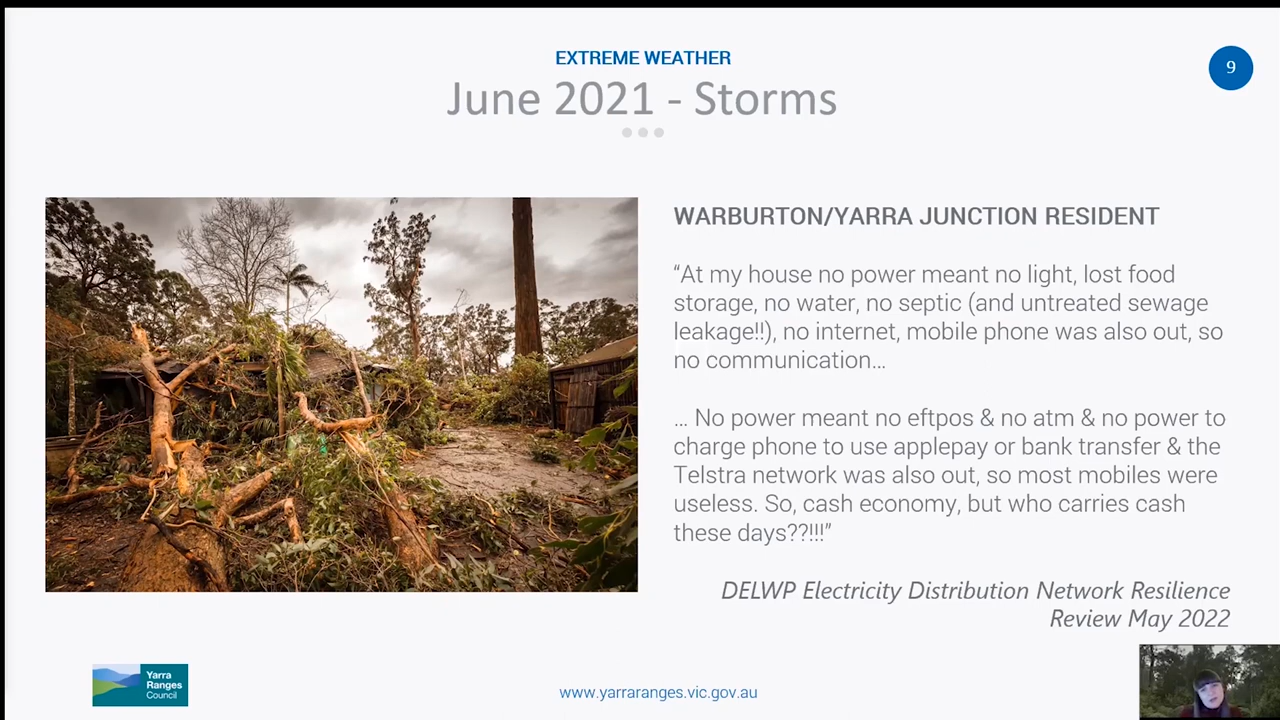 EXTREME WEATHER
9
June 2021 - Storms
WARBURTON/YARRA JUNCTION RESIDENT
“At my house no power meant no light, lost food
storage, no water, no septic (and untreated sewage
leakage!!), no internet, mobile phone was also out, so
no communication…
… No power meant no eftpos & no atm & no power to
charge phone to use applepay or bank transfer & the
Telstra network was also out, so most mobiles were
useless. So, cash economy, but who carries cash
these days??!!!”
DELWP Electricity Distribution Network Resilience
Review May 2022
Yarra
Ranges
Council
www.yarraranges.vic.gov.au